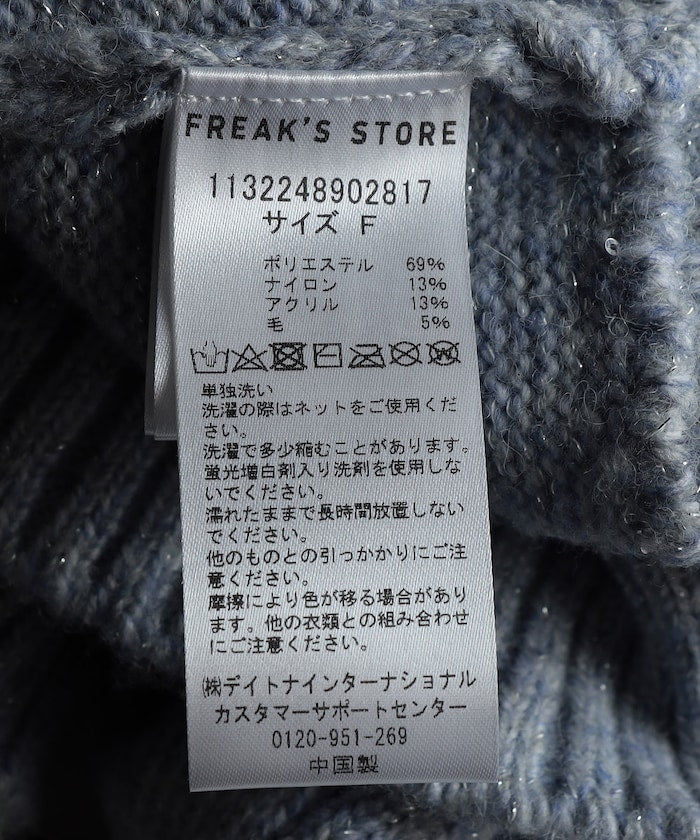 FREAK'S STORE
1132248902817
サイズ F
ポリエステル 69%
ナイロン 13%
アクリル 13%
毛 5%
単独洗い
洗濯の際はネットをご使用くだ
さい。
洗濯で多少縮むことがあります。
蛍光増白剤入り洗剤を使用しな
いでください。
濡れたままで長時間放置しない
でください。
他のものとの引っかかりにご注
意ください。
摩擦により色が移る場合があり
ます。他の衣類との組み合わせ
にご注意ください。
㈱デイトナインターナショナル
カスタマーサポートセンター
0120-951-269
中国製